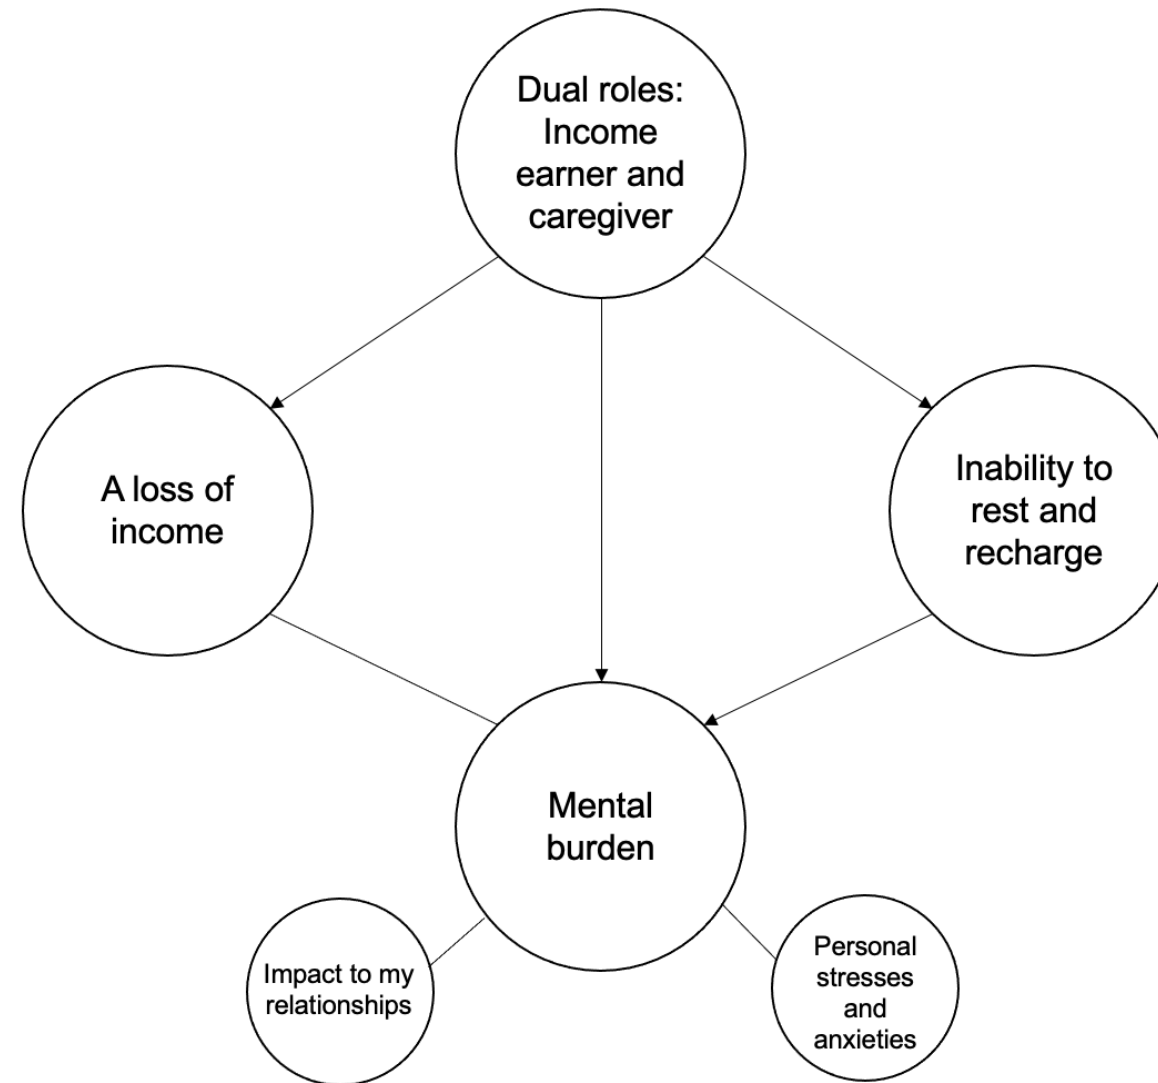 Dual roles:
Income
earner and
caregiver
A loss of
income
Inability to
rest and
recharge
Mental
burden
Impact to my
relationships
Personal
stresses
and
anxieties